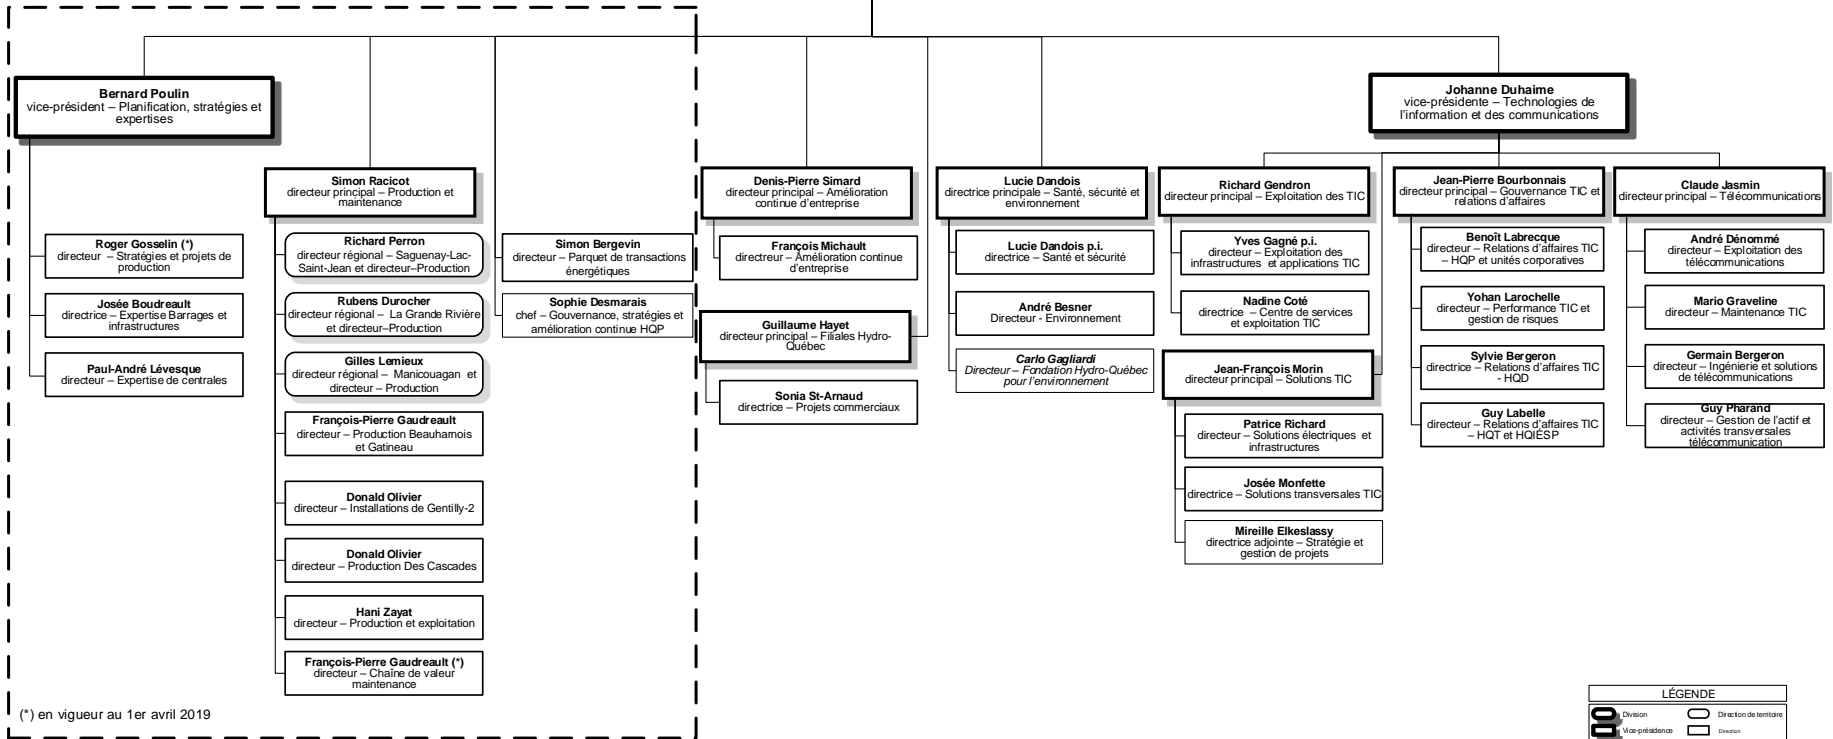 Bernard Poulin
vice-président – Planification, stratégies et
expertises
Roger Gosselin (*)
directeur – Stratégies et projets de
production
Josée Boudreault
directrice – Expertise Barrages et
infrastructures
Paul-André Lévesque
directeur – Expertise de centrales
Simon Racicot
directeur principal – Production et
maintenance
Richard Perron
directeur régional – Saguenay-Lac-
Saint-Jean et directeur–Production
Rubens Durocher
directeur régional – La Grande Rivière
et directeur–Production
Gilles Lemieux
directeur régional – Manicouagan et
directeur – Production
François-Pierre Gaudreault
directeur – Production Beauharnois
et Gatineau
Donald Olivier
directeur – Installations de Gentilly-2
Donald Olivier
directeur – Production Des Cascades
Hani Zayat
directeur – Production et exploitation
François-Pierre Gaudreault (*)
directeur – Chaîne de valeur
maintenance
Simon Bergevin
directeur – Parquet de transactions
énergétiques
Sophie Desmarais
chef – Gouvernance, stratégies et
amélioration continue HQP
(*) en vigueur au 1er avril 2019
Denis-Pierre Simard
directeur principal – Amélioration
continue d'entreprise
François Michault
directreur – Amélioration continue
d'entreprise
Guillaume Hayet
directeur principal – Filiales Hydro-
Québec
Sonia St-Arnaud
directrice – Projets commerciaux
Lucie Dandois
directrice principale – Santé, sécurité et
environnement
Lucie Dandois p.i.
directrice – Santé et sécurité
André Besner
Directeur - Environnement
Carlo Gagliardi
Directeur – Fondation Hydro-Québec
pour l'environnement
Johanne Duhaime
vice-présidente – Technologies de
l'information et des communications
Richard Gendron
directeur principal – Exploitation des TIC
Yves Gagné p.i.
directeur – Exploitation des
infrastructures et applications TIC
Nadine Coté
directrice – Centre de services
et exploitation TIC
Jean-François Morin
directeur principal – Solutions TIC
Patrice Richard
directeur – Solutions électriques et
infrastructures
Josée Monfette
directrice – Solutions transversales TIC
Mireille Elkeslassy
directrice adjointe – Stratégie et
gestion de projets
Jean-Pierre Bourbonnais
directeur principal – Gouvernance TIC et
relations d'affaires
Benoît Labrecque
directeur – Relations d'affaires TIC
– HQP et unités corporatives
Yohan Larochelle
directeur – Performance TIC et
gestion de risques
Sylvie Bergeron
directrice – Relations d'affaires TIC
- HQD
Guy Labelle
directeur – Relations d'affaires TIC
– HQT et HQIÉSP
Claude Jasmin
directeur principal – Télécommunications
André Dénommé
directeur – Exploitation des
télécommunications
Mario Graveline
directeur – Maintenance TIC
Germain Bergeron
directeur – Ingénierie et solutions
de télécommunications
Guy Pharand
directeur – Gestion de l'actif et
activités transversales
télécommunication
LÉGENDE
Division
Direction de territoire
Vice-présidence
Direction